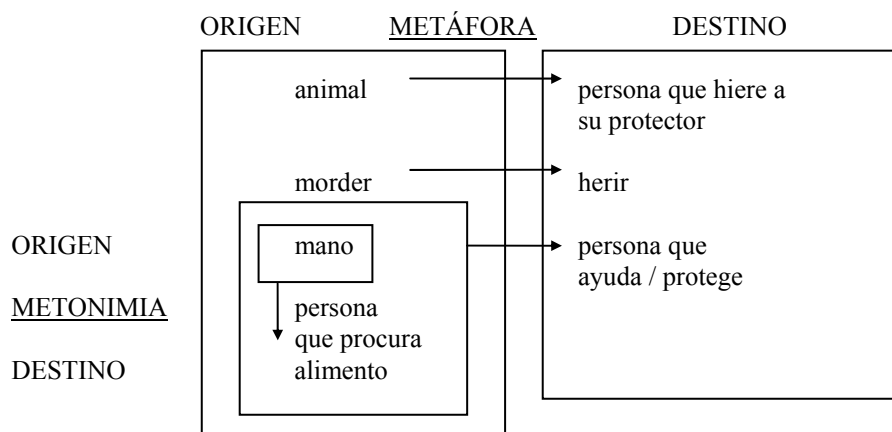 ORIGEN METÁFORA DESTINO
animal
persona que hiere a
su protector
morder
herir
ORIGEN
mano
persona que
ayuda / protege
METONIMIA
persona
que procura
alimento
DESTINO